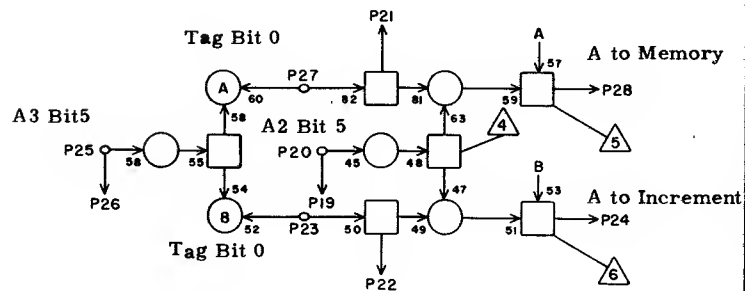 P21
Tag Bit 0
A
A to Memory
P27
57
A
60
82
81
59
P28
58
63
A3 Bit5
A2 Bit 5
4
5
P25
58
55
P20
45
48
54
47
B
53
A to Increment
P26
P19
B
52
P23
50
49
51
P24
Tag Bit 0
6
P22